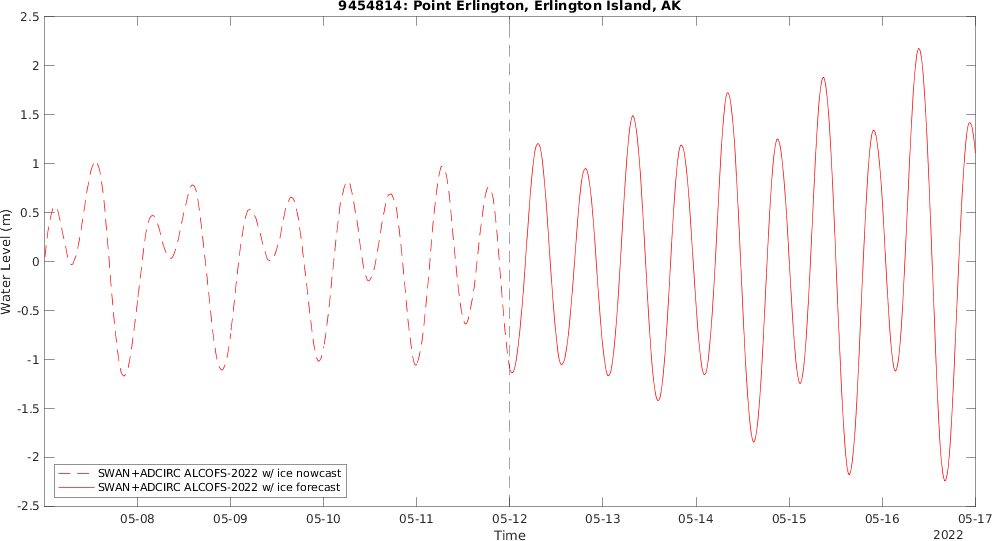 9454814: Point Erlington, Erlington Island, AK
2.5
2
1.5
1
0.5
0
-0.5
-1
-1.5
-2
-2.5
Water Level (m)
SWAN+ADCIRC ALCOFS-2022 w/ ice nowcast
SWAN+ADCIRC ALCOFS-2022 w/ ice forecast
05-08 05-09 05-10 05-11 05-12 05-13 05-14 05-15 05-16 05-17
Time
2022